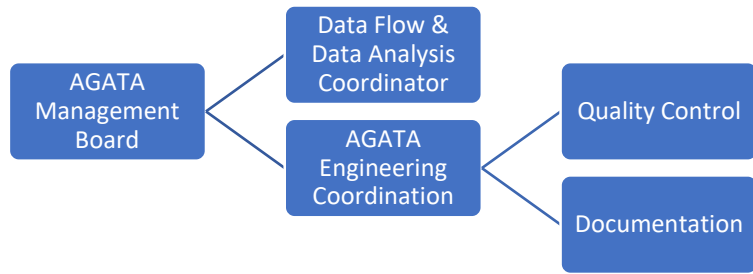 AGATA
Management
Board
Data Flow &
Data Analysis
Coordinator
AGATA
Engineering
Coordination
Quality Control
Documentation